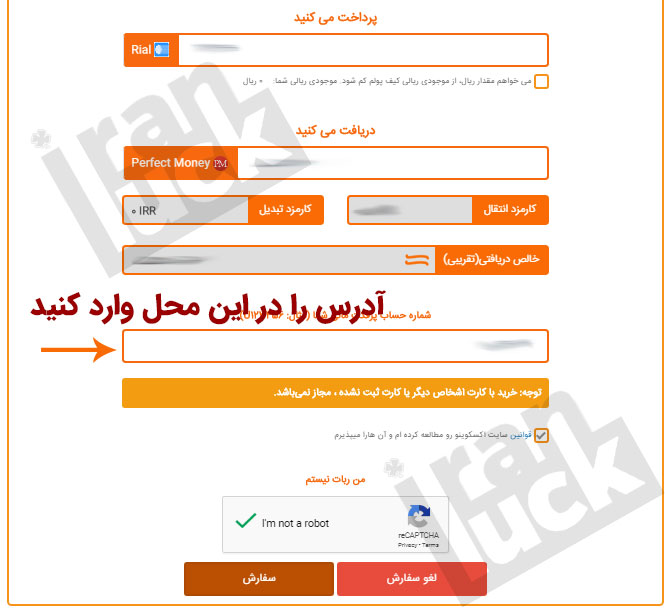 پرداخت می کنید
Rial
می خواهم مقدار ریال، از موجودی ریالی کیف پولم کم شود. موجودی ریالی شما: ۰ ریال
دریافت می کنید
Perfect Money PM
کارمزد انتقال
کارمزد تبدیل ۰ IRR
خالص دریافتی(تقریبی)
آدرس را در این محل وارد کنید
شماره حساب پرفکت مانی شما
توجه: خرید با کارت اشخاص دیگر یا کارت ثبت نشده ، مجاز نمی‌باشد.
قوانین سایت اکسکوینو رو مطالعه کرده ام و آن هارا میپذیرم
من ربات نیستم
I'm not a robot
reCAPTCHA
Privacy - Terms
لغو سفارش
سفارش
Iran Luck
Iran Luck